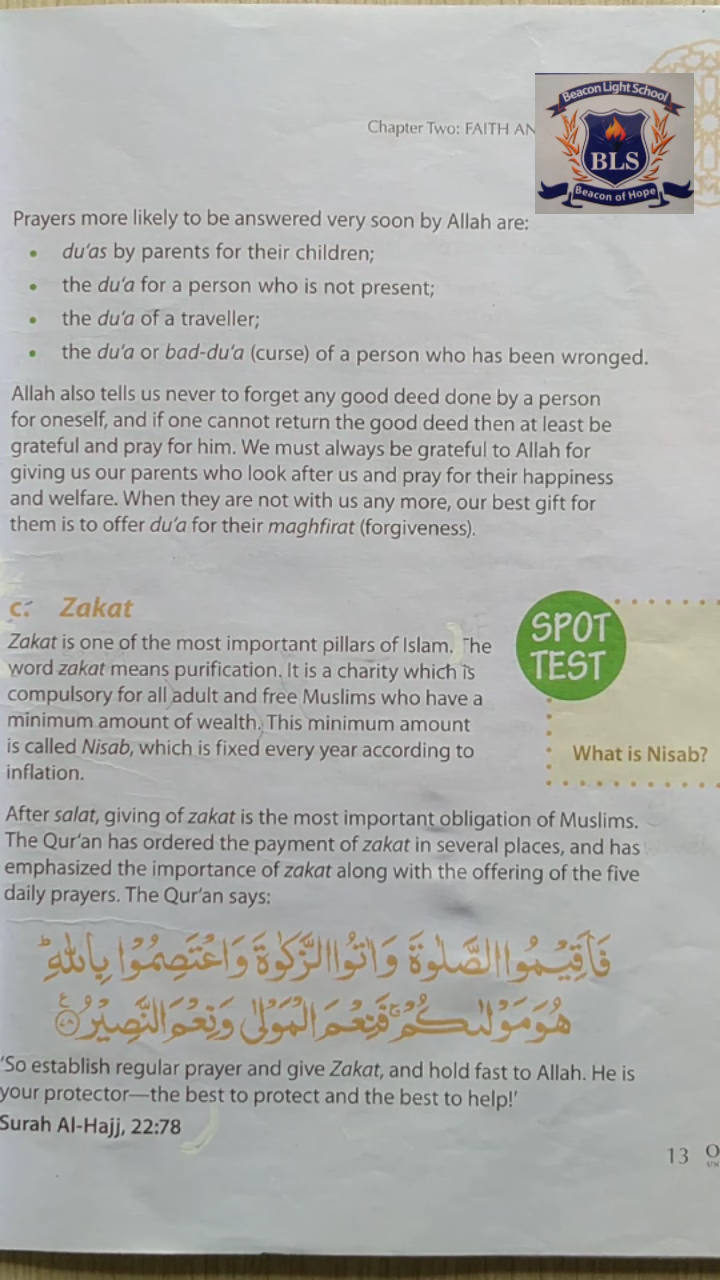 Beacon Light School
BLS
Beacon of Hope
Chapter Two: FAITH AN
Prayers more likely to be answered very soon by Allah are:
• du‘as by parents for their children;
• the du‘a for a person who is not present;
• the du‘a of a traveller;
• the du‘a or bad-du‘a (curse) of a person who has been wronged.
Allah also tells us never to forget any good deed done by a person
for oneself, and if one cannot return the good deed then at least be
grateful and pray for him. We must always be grateful to Allah for
giving us our parents who look after us and pray for their happiness
and welfare. When they are not with us any more, our best gift for
them is to offer du‘a for their maghfirat (forgiveness).
c. Zakat
Zakat is one of the most important pillars of Islam. The
word zakat means purification. It is a charity which is
compulsory for all adult and free Muslims who have a
minimum amount of wealth. This minimum amount
is called Nisab, which is fixed every year according to
inflation.
SPOT
TEST
What is Nisab?
After salat, giving of zakat is the most important obligation of Muslims.
The Qur‘an has ordered the payment of zakat in several places, and has
emphasized the importance of zakat along with the offering of the five
daily prayers. The Qur‘an says:
فَاَقِيْمُوا الصَّلٰوةَ وَاٰتُوا الزَّكٰوةَ وَاعْتَصِمُوْا بِاللّٰهِ ؕ
هُوَ مَوْلٰىكُمْ ۚ فَنِعْمَ الْمَوْلٰى وَنِعْمَ النَّصِيْرُ ﴿۷۸﴾ ع
'So establish regular prayer and give Zakat, and hold fast to Allah. He is
your protector—the best to protect and the best to help!'
Surah Al-Hajj, 22:78
13